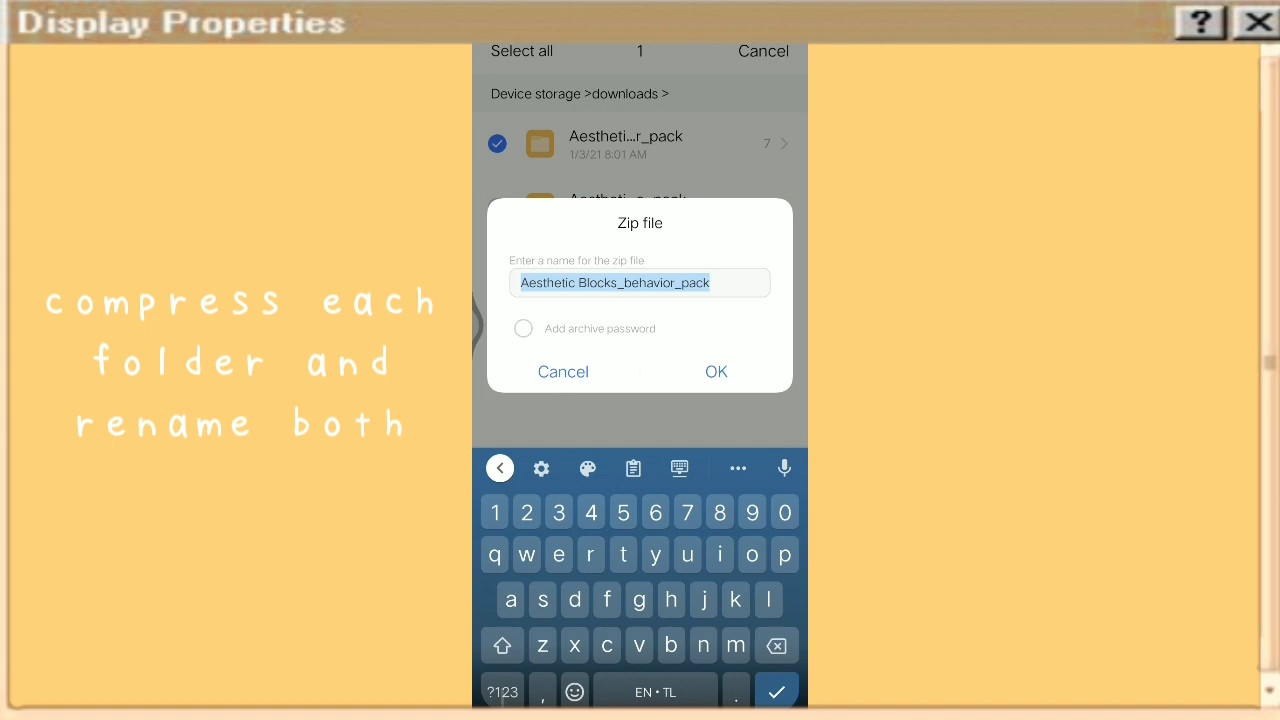 Display Properties
Select all 1 Cancel
Device storage >downloads >
Aestheti...r_pack
1/3/21 8:01 AM
7
Zip file
Enter a name for the zip file
Aesthetic Blocks_behavior_pack
Add archive password
Cancel OK
compress each
folder and
rename both
1 2 3 4 5 6 7 8 9 0
q w e r t y u i o p
a s d f g h j k l
z x c v b n m
?123 , EN • TL .